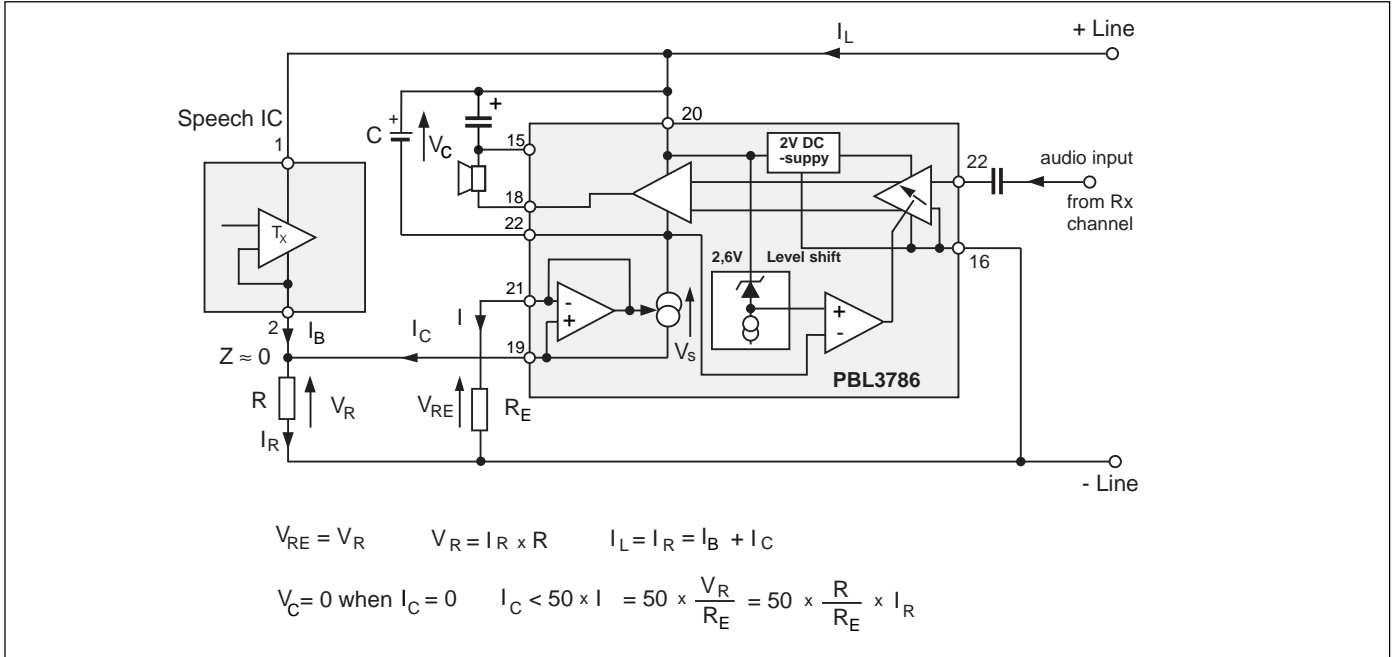 I_L
+ Line
Speech IC
1
C
+
V_C
+
20
15
2V DC
-suppy
22
audio input
from Rx
channel
18
22
T_X
2,6V
Level shift
16
21
-
+
+
-
2
I_B
I
I_C
19
V_S
PBL3786
Z ≈ 0
R
V_R
V_RE
R_E
I_R
- Line
V_RE = V_R
V_R = I_R x R
I_L = I_R = I_B + I_C
V_C = 0 when I_C = 0
I_C < 50 x I = 50 x V_R / R_E = 50 x R / R_E x I_R